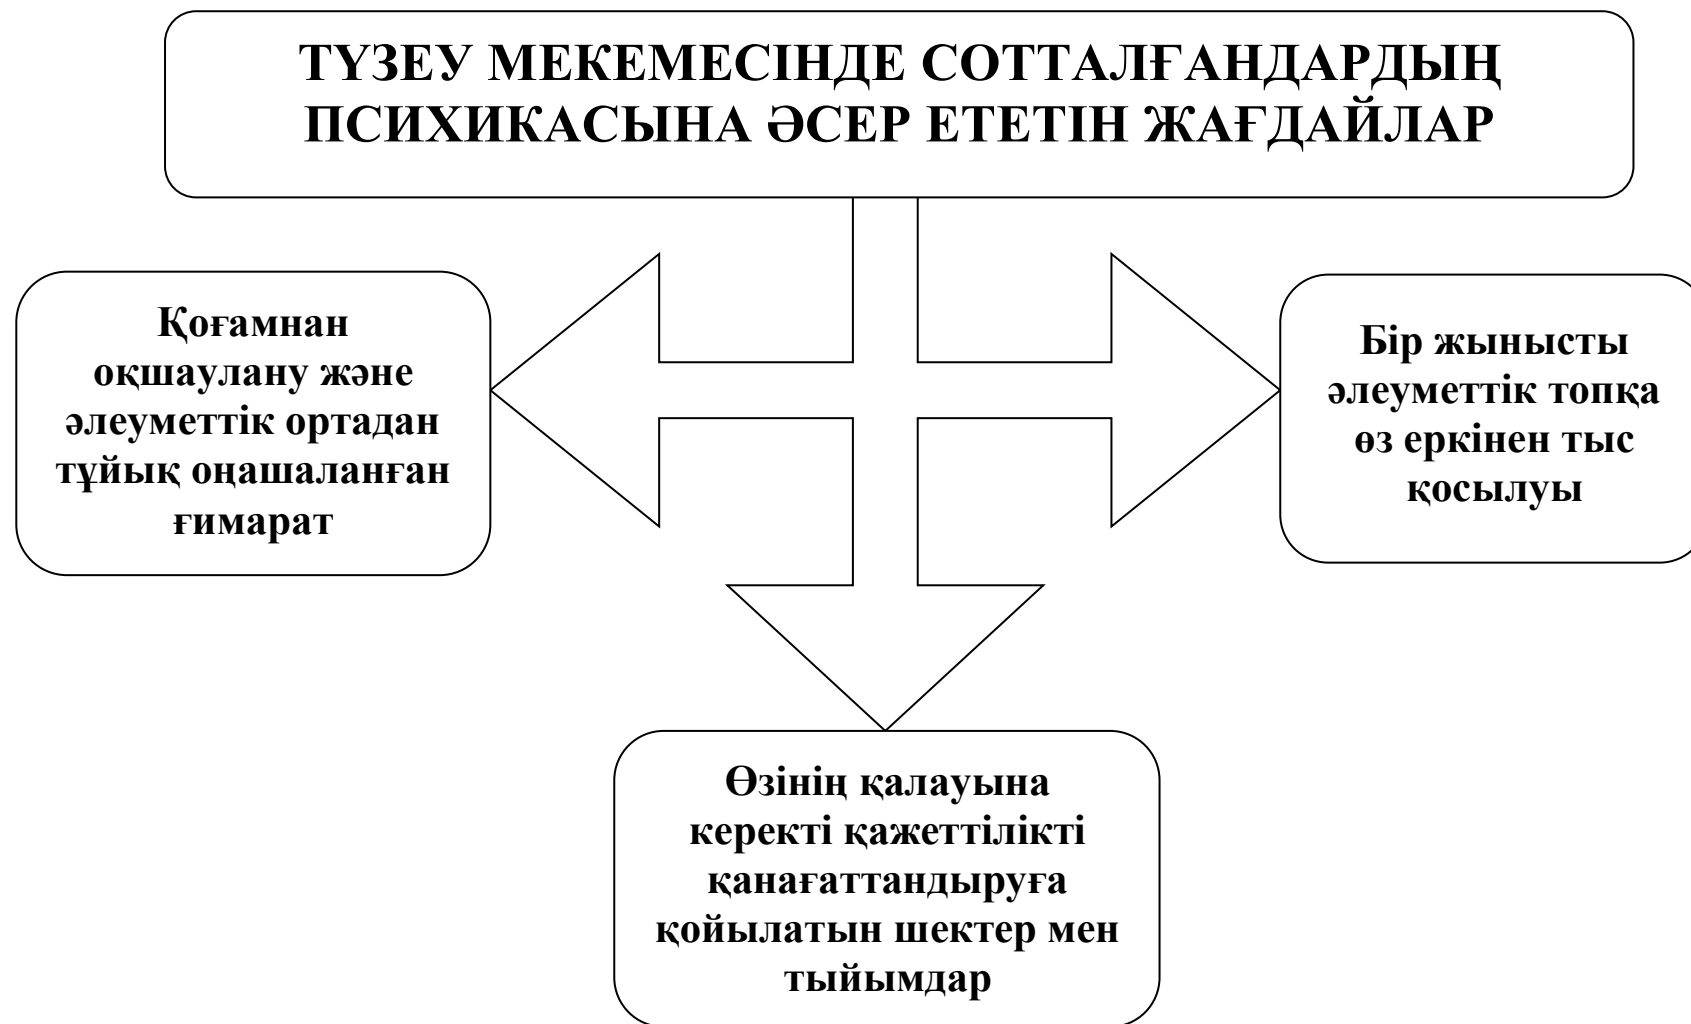 ТҮЗЕУ МЕКЕМЕСІНДЕ СОТТАЛҒАНДАРДЫҢ
ПСИХИКАСЫНА ӘСЕР ЕТЕТІН ЖАҒДАЙЛАР
Қоғамнан
оқшаулану және
әлеуметтік ортадан
тұйық оңашаланған
ғимарат
Бір жынысты
әлеуметтік топқа
өз еркінен тыс
қосылуы
Өзінің қалауына
керекті қажеттілікті
қанағаттандыруға
қойылатын шектер мен
тыйымдар